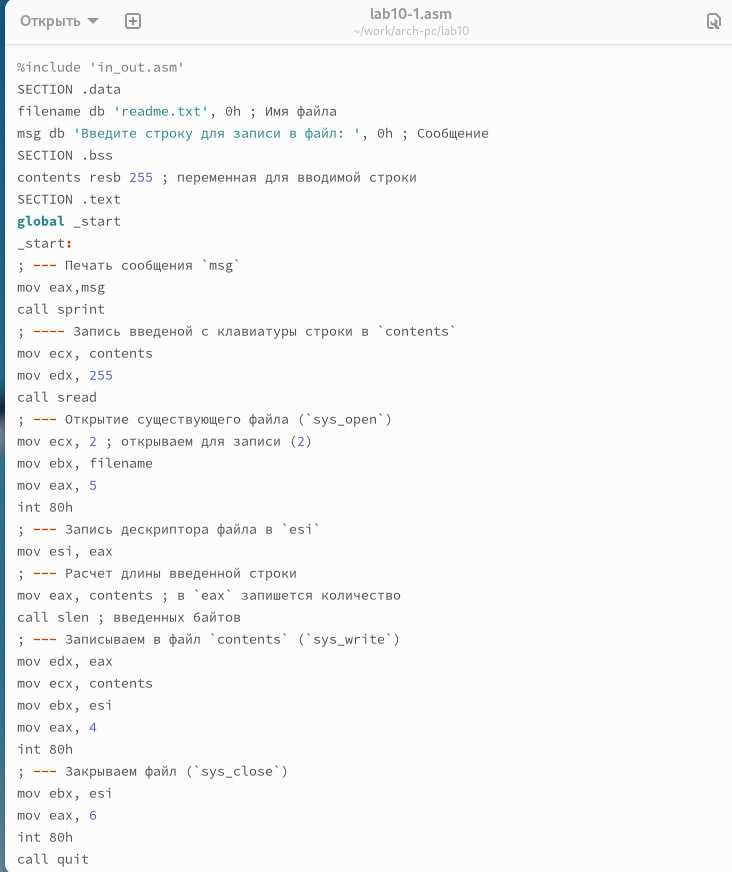 Открыть
lab10-1.asm
~/work/arch-pc/lab10
%include 'in_out.asm'
SECTION .data
filename db 'readme.txt', 0h ; Имя файла
msg db 'Введите строку для записи в файл: ', 0h ; Сообщение
SECTION .bss
contents resb 255 ; переменная для вводимой строки
SECTION .text
global _start
_start:
; --- Печать сообщения `msg`
mov eax,msg
call sprint
; ---- Запись введеной с клавиатуры строки в `contents`
mov ecx, contents
mov edx, 255
call sread
; --- Открытие существующего файла (`sys_open`)
mov ecx, 2 ; открываем для записи (2)
mov ebx, filename
mov eax, 5
int 80h
; --- Запись дескриптора файла в `esi`
mov esi, eax
; --- Расчет длины введенной строки
mov eax, contents ; в `eax` запишется количество
call slen ; введенных байтов
; --- Записываем в файл `contents` (`sys_write`)
mov edx, eax
mov ecx, contents
mov ebx, esi
mov eax, 4
int 80h
; --- Закрываем файл (`sys_close`)
mov ebx, esi
mov eax, 6
int 80h
call quit